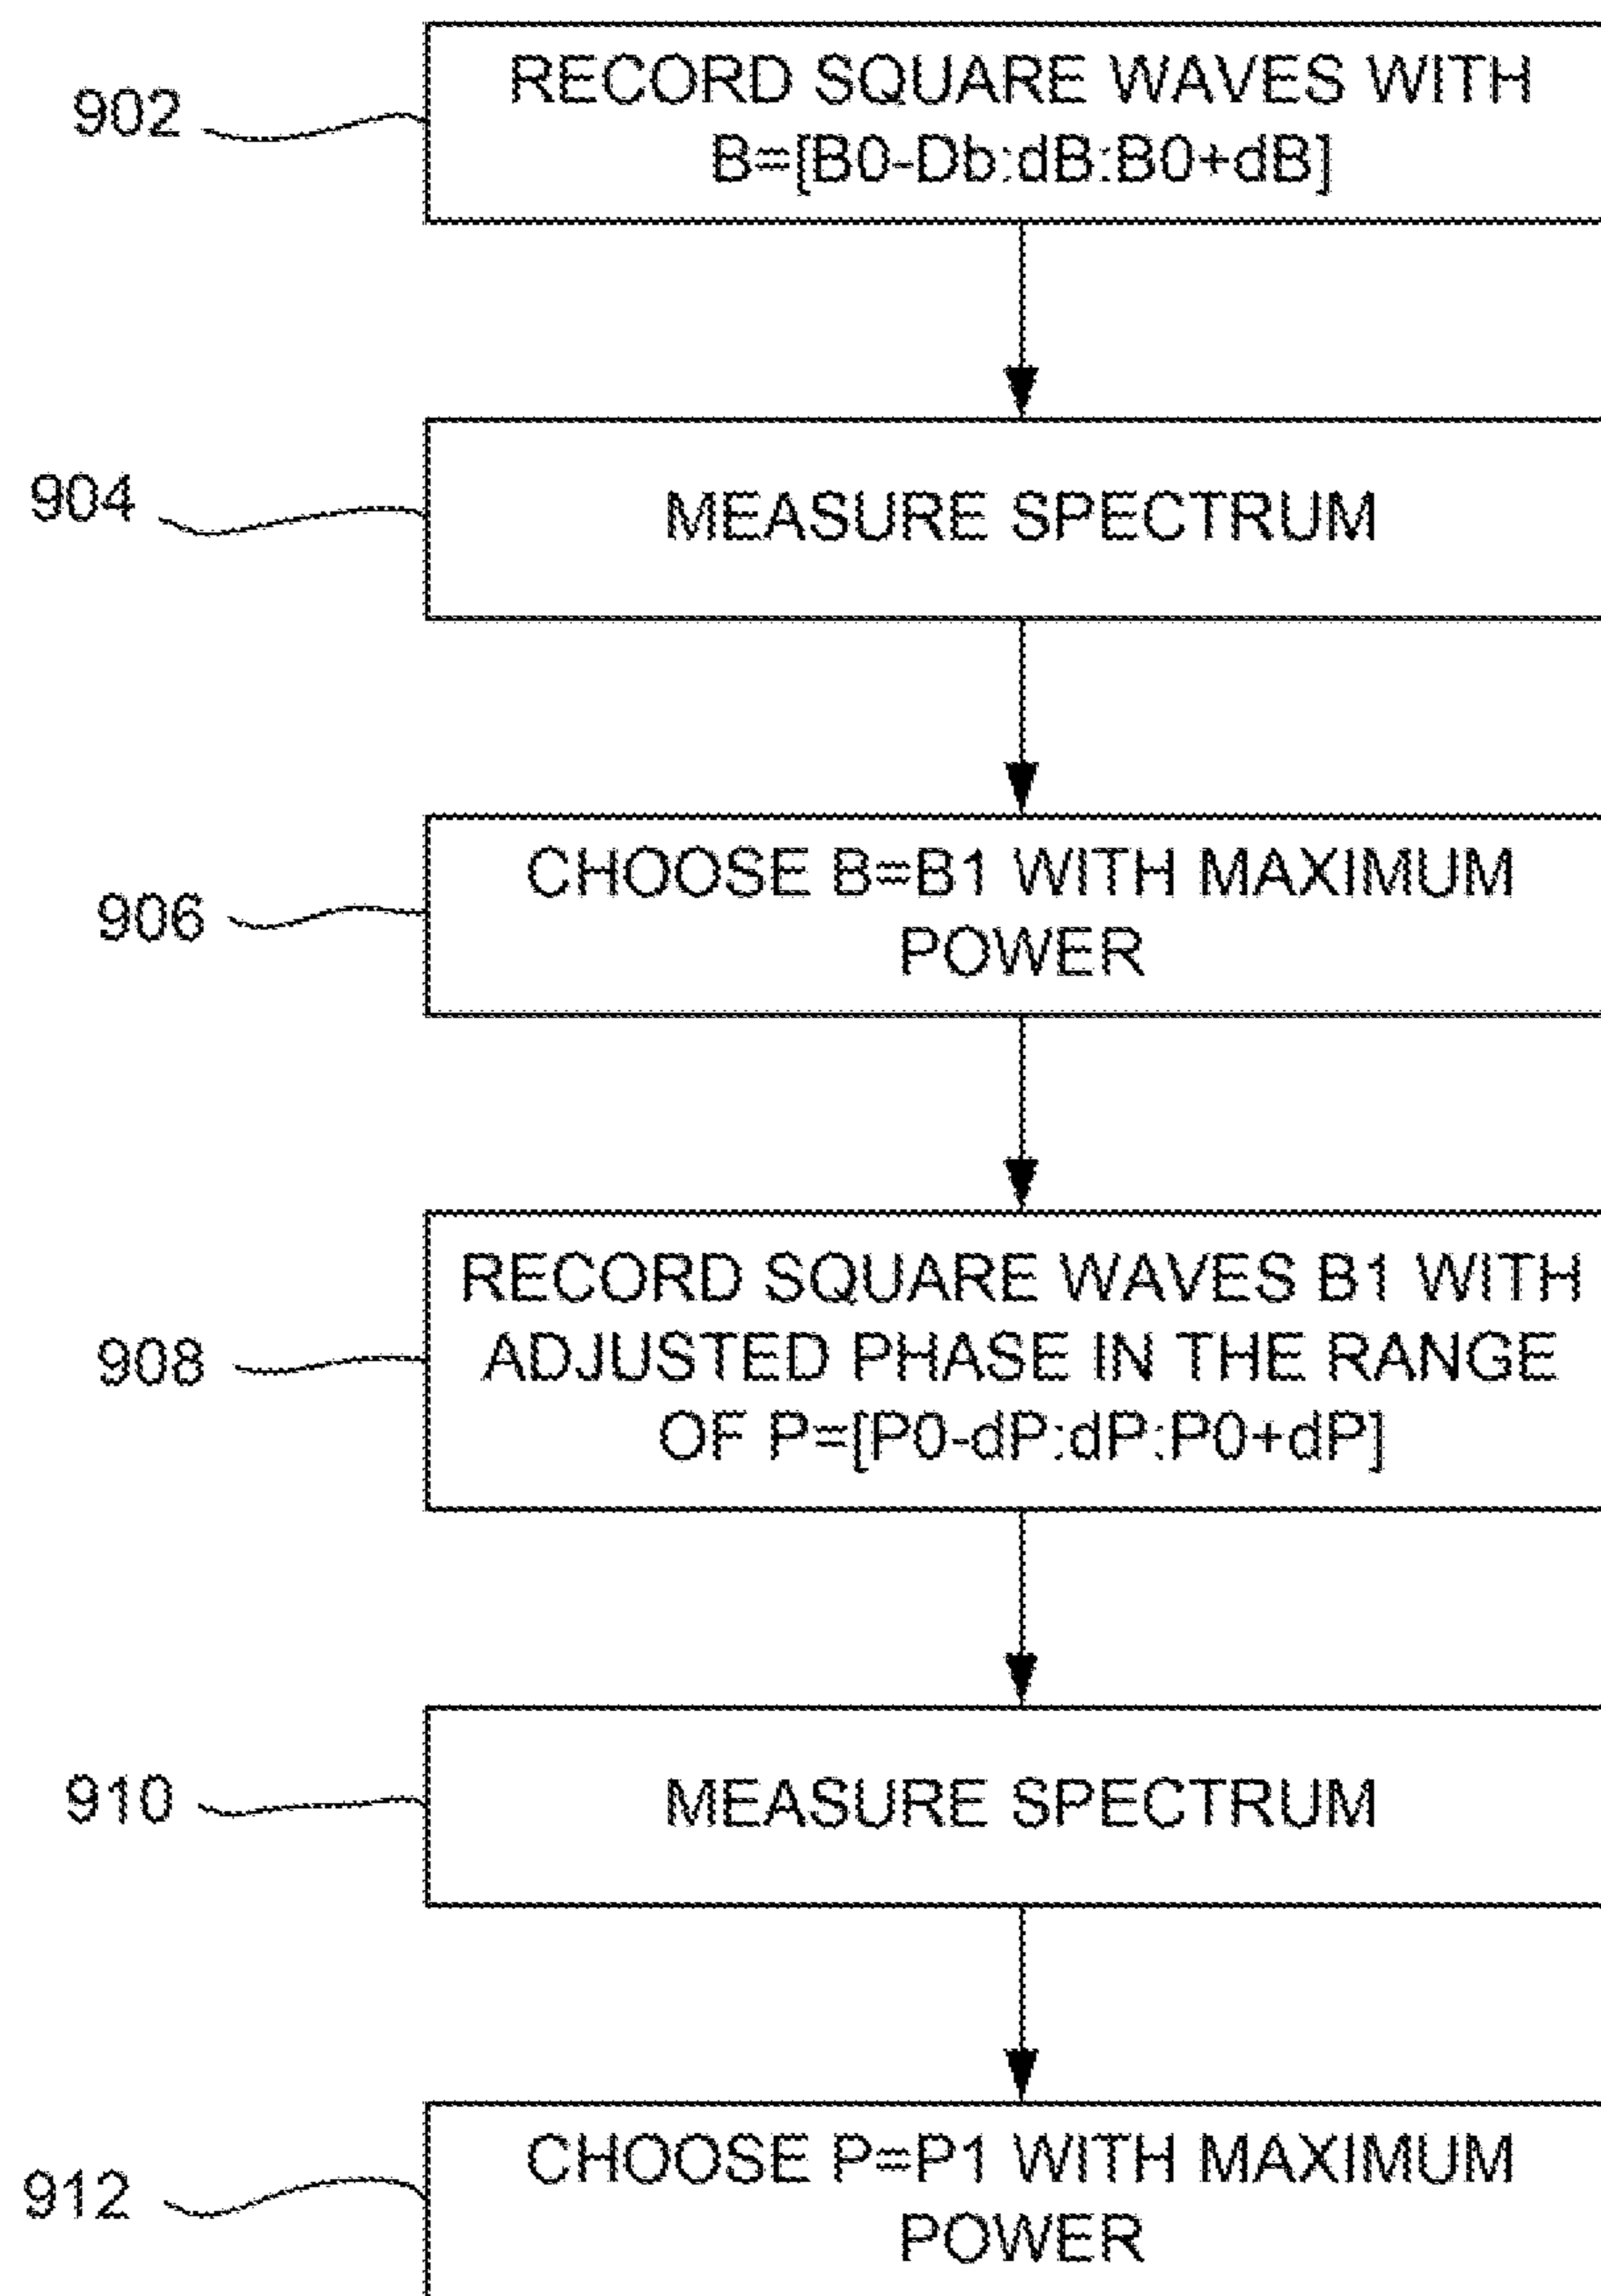 902
RECORD SQUARE WAVES WITH
B=[B0-Db:dB:B0+dB]
904
MEASURE SPECTRUM
906
CHOOSE B=B1 WITH MAXIMUM
POWER
908
RECORD SQUARE WAVES B1 WITH
ADJUSTED PHASE IN THE RANGE
OF P=[P0-dP:dP:P0+dP]
910
MEASURE SPECTRUM
912
CHOOSE P=P1 WITH MAXIMUM
POWER